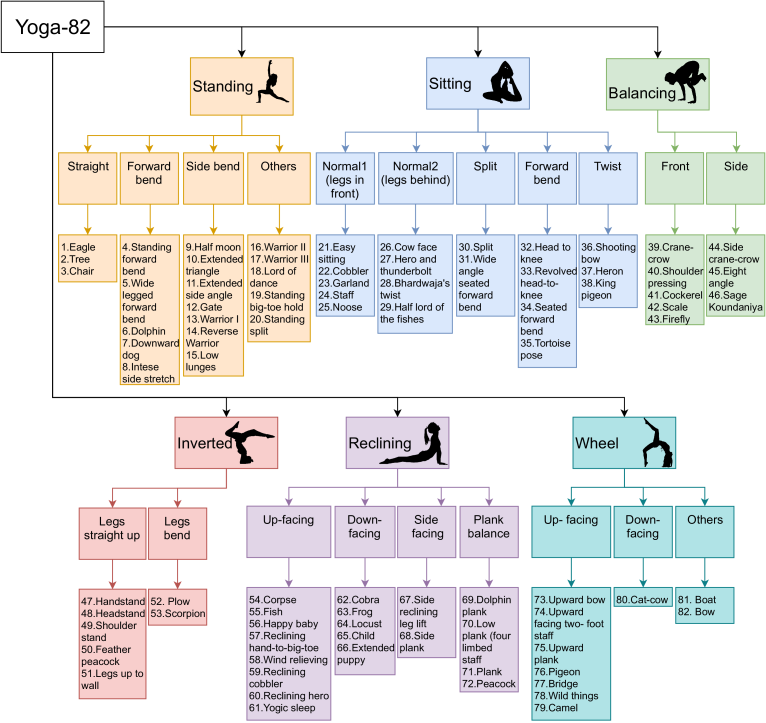 Yoga-82
Standing
Sitting
Balancing
Straight
Forward
bend
Side bend
Others
Normal1
(legs in
front)
Normal2
(legs behind)
Split
Forward
bend
Twist
Front
Side
1.Eagle
2.Tree
3.Chair
4.Standing
forward
bend
5.Wide
legged
forward
bend
6.Dolphin
7.Downward
dog
8.Intese
side stretch
9.Half moon
10.Extended
triangle
11.Extended
side angle
12.Gate
13.Warrior I
14.Reverse
Warrior
15.Low
lunges
16.Warrior II
17.Warrior III
18.Lord of
dance
19.Standing
big-toe hold
20.Standing
split
21.Easy
sitting
22.Cobbler
23.Garland
24.Staff
25.Noose
26.Cow face
27.Hero and
thunderbolt
28.Bhardwaja's
twist
29.Half lord of
the fishes
30.Split
31.Wide
angle
seated
forward
bend
32.Head to
knee
33.Revolved
head-to-
knee
34.Seated
forward
bend
35.Tortoise
pose
36.Shooting
bow
37.Heron
38.King
pigeon
39.Crane-
crow
40.Shoulder
pressing
41.Cockerel
42.Scale
43.Firefly
44.Side
crane-crow
45.Eight
angle
46.Sage
Koundaniya
Inverted
Reclining
Wheel
Legs
straight up
Legs
bend
Up-facing
Down-
facing
Side
facing
Plank
balance
Up- facing
Down-
facing
Others
47.Handstand
48.Headstand
49.Shoulder
stand
50.Feather
peacock
51.Legs up to
wall
52. Plow
53.Scorpion
54.Corpse
55.Fish
56.Happy baby
57.Reclining
hand-to-big-toe
58.Wind relieving
59.Reclining
cobbler
60.Reclining hero
61.Yogic sleep
62.Cobra
63.Frog
64.Locust
65.Child
66.Extended
puppy
67.Side
reclining
leg lift
68.Side
plank
69.Dolphin
plank
70.Low
plank (four
limbed
staff
71.Plank
72.Peacock
73.Upward bow
74.Upward
facing two- foot
staff
75.Upward
plank
76.Pigeon
77.Bridge
78.Wild things
79.Camel
80.Cat-cow
81. Boat
82. Bow